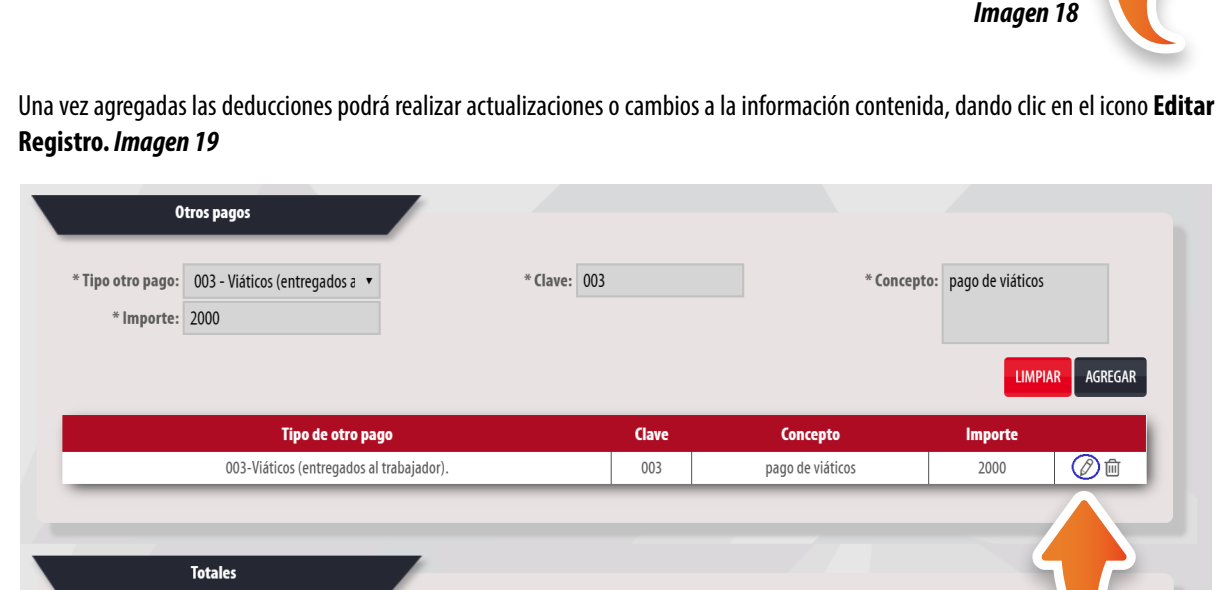 Imagen 18
Una vez agregadas las deducciones podrá realizar actualizaciones o cambios a la información contenida, dando clic en el icono Editar
Registro. Imagen 19
Otros pagos
* Tipo otro pago: 003 - Viáticos (entregados a * Clave: 003 * Concepto: pago de viáticos
* Importe: 2000
LIMPIAR AGREGAR
Tipo de otro pago Clave Concepto Importe
003-Viáticos (entregados al trabajador). 003 pago de viáticos 2000
Totales